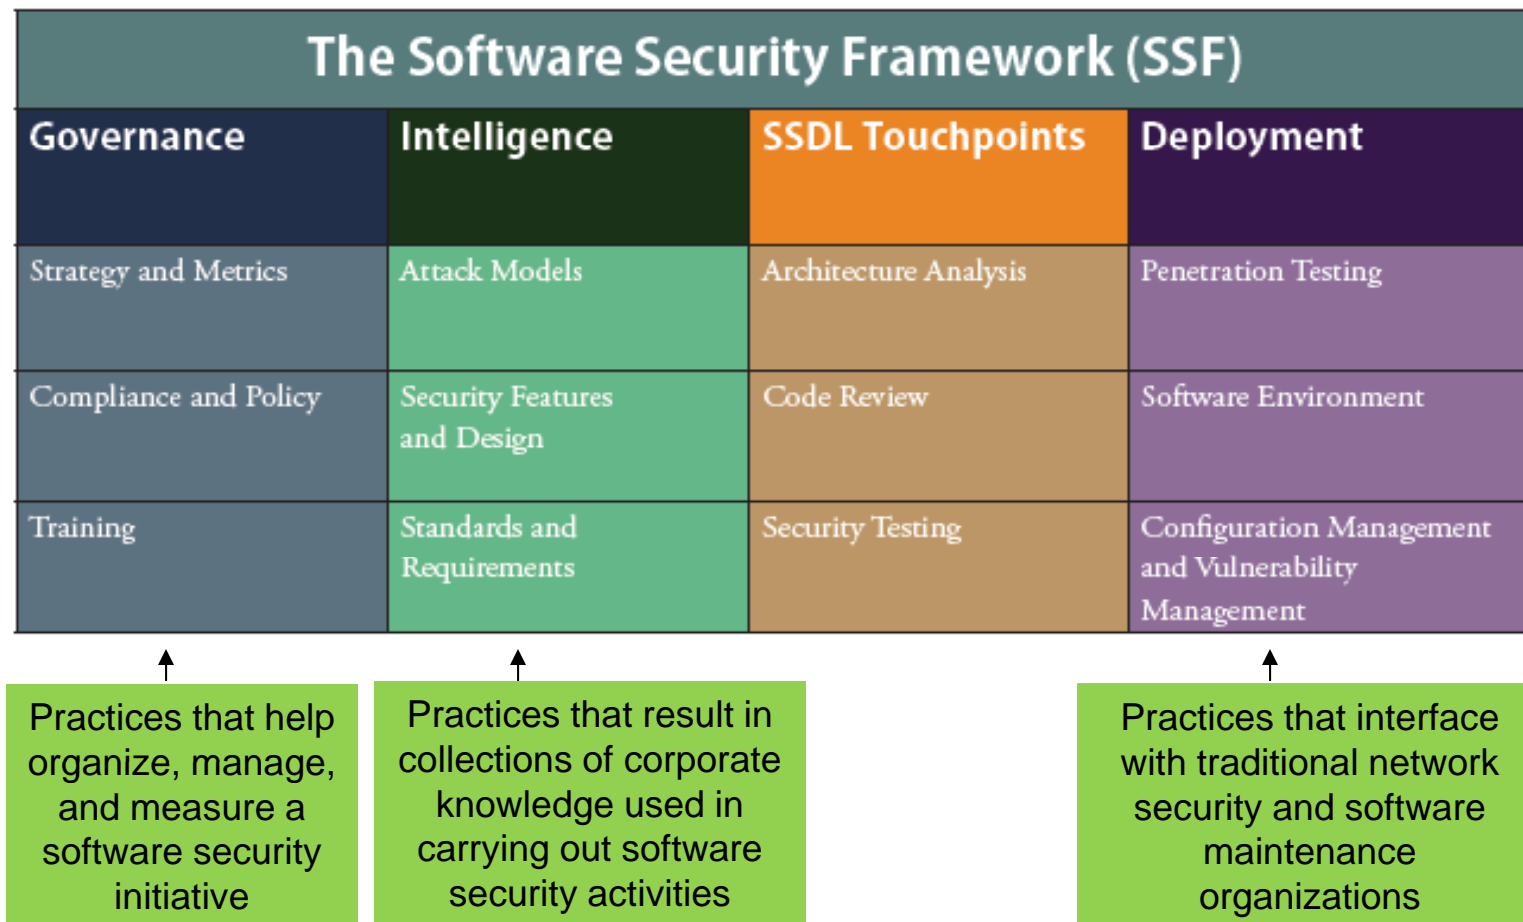 The Software Security Framework (SSF)
Governance
Intelligence
SSDL Touchpoints
Deployment
Strategy and Metrics
Attack Models
Architecture Analysis
Penetration Testing
Compliance and Policy
Security Features
and Design
Code Review
Software Environment
Training
Standards and
Requirements
Security Testing
Configuration Management
and Vulnerability
Management
Practices that help
organize, manage,
and measure a
software security
initiative
Practices that result in
collections of corporate
knowledge used in
carrying out software
security activities
Practices that interface
with traditional network
security and software
maintenance
organizations